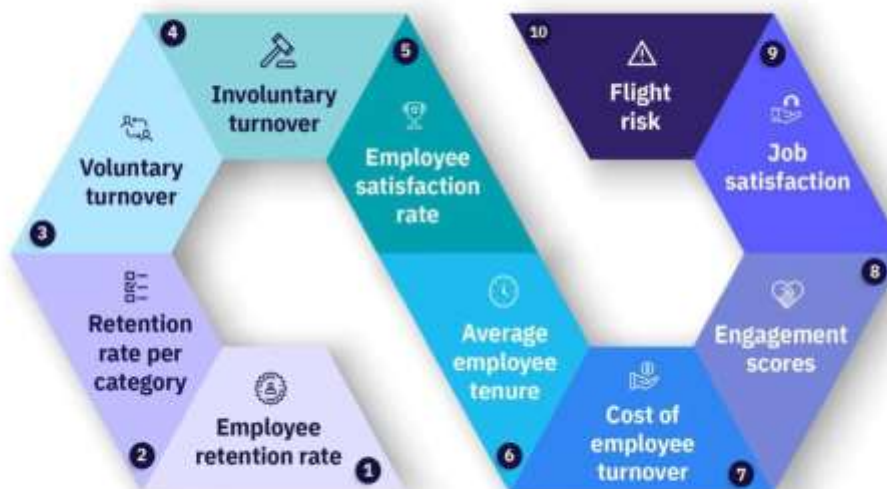 1
Employee
retention rate
2
Retention
rate per
category
3
Voluntary
turnover
4
Involuntary
turnover
5
Employee
satisfaction
rate
6
Average
employee
tenure
7
Cost of
employee
turnover
8
Engagement
scores
9
Job
satisfaction
10
Flight
risk